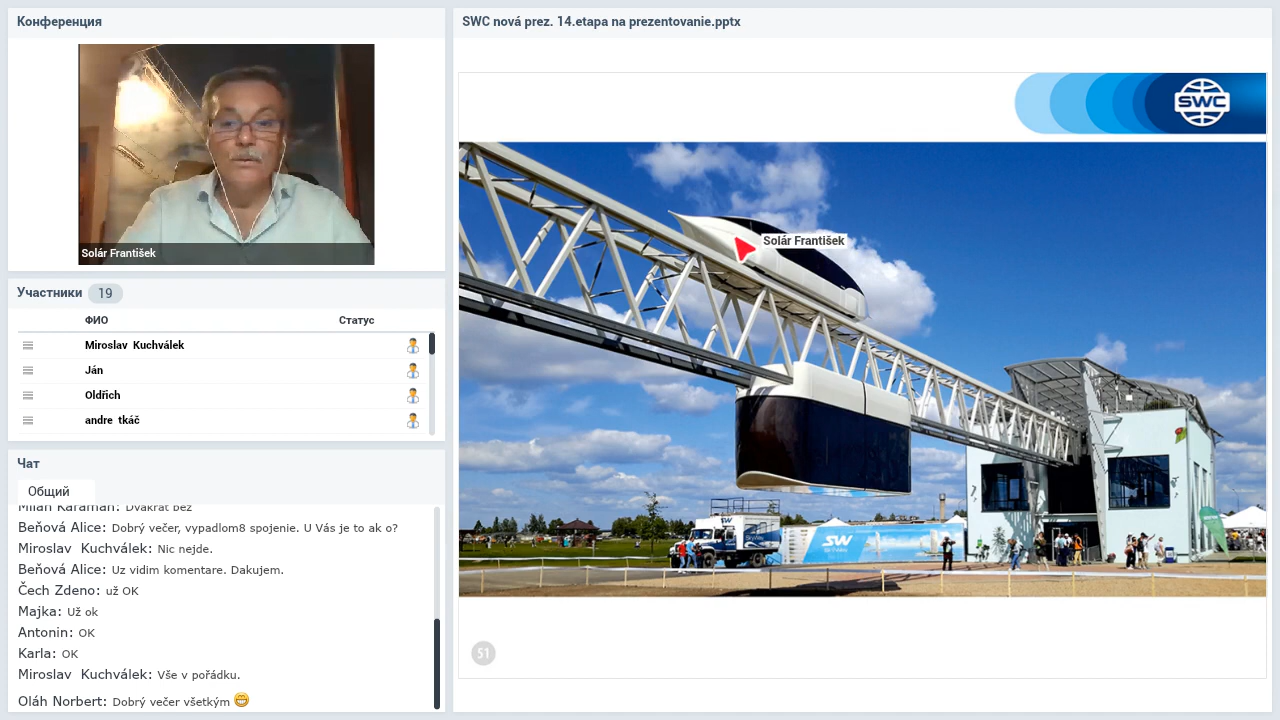 Конференция
Solár František
Участники 19
ФИО Статус
Miroslav Kuchválek
Ján
Oldřich
andre tkáč
Чат
Общий
Milan Karaman: Dvakrát bez
Beňová Alice: Dobrý večer, vypadlom8 spojenie. U Vás je to ak o?
Miroslav Kuchválek: Nic nejde.
Beňová Alice: Uz vidim komentare. Dakujem.
Čech Zdeno: už OK
Majka: Už ok
Antonin: OK
Karla: OK
Miroslav Kuchválek: Vše v pořádku.
Oláh Norbert: Dobrý večer všetkým
SWC nová prez. 14.etapa na prezentovanie.pptx
SWC
Solár František
SW
SW
51